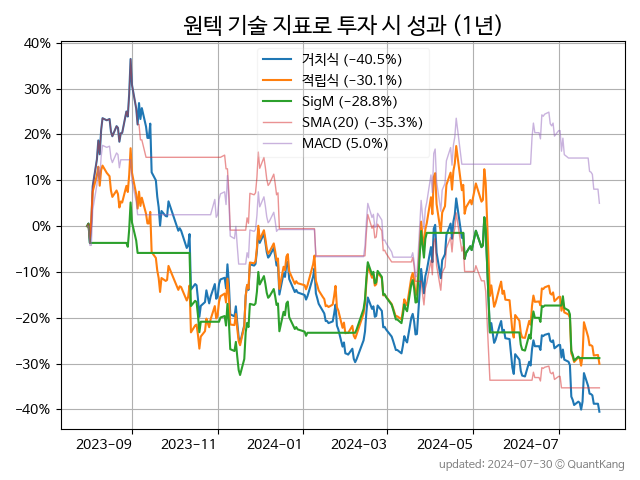 원텍 기술 지표로 투자 시 성과 (1년)
거치식 (-40.5%)
적립식 (-30.1%)
SigM (-28.8%)
SMA(20) (-35.3%)
MACD (5.0%)
40%
30%
20%
10%
0%
-10%
-20%
-30%
-40%
2023-09 2023-11 2024-01 2024-03 2024-05 2024-07
updated: 2024-07-30 © QuantKang